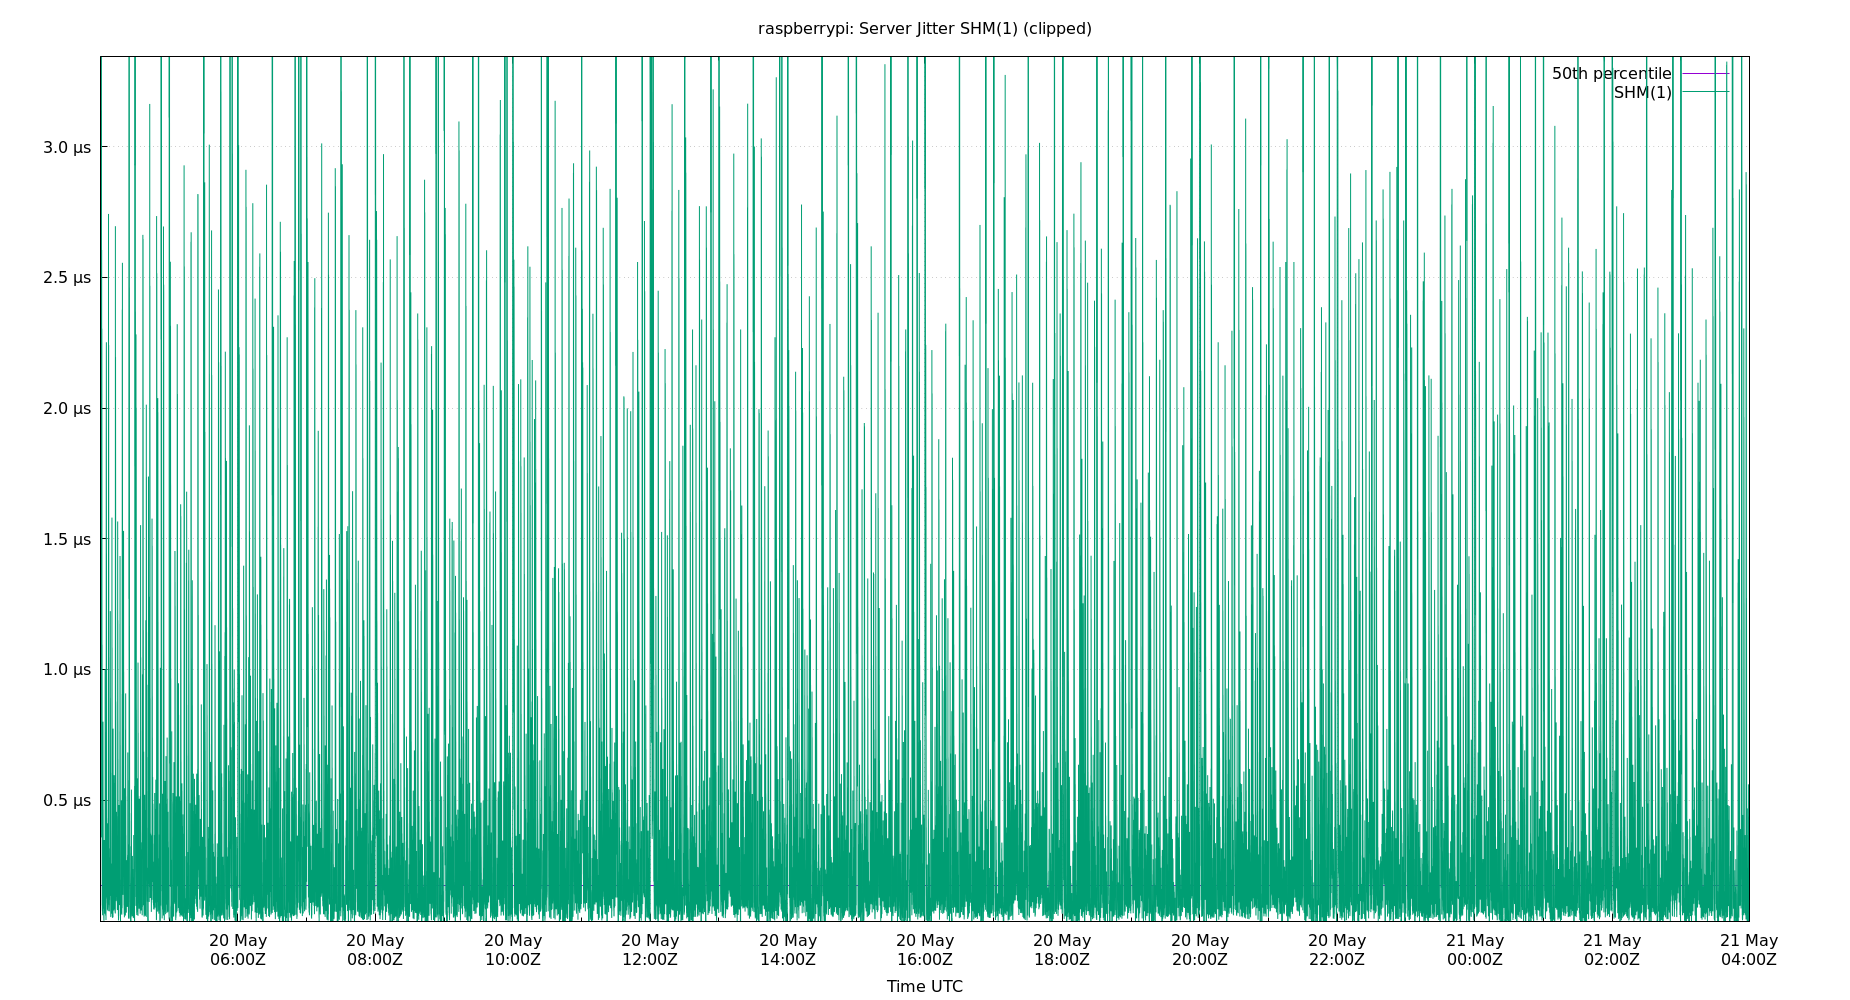 raspberrypi: Server Jitter SHM(1) (clipped)
50th percentile
SHM(1)
3.0 µs
2.5 µs
2.0 µs
1.5 µs
1.0 µs
0.5 µs
20 May 20 May 20 May 20 May 20 May 20 May 20 May 20 May 20 May 21 May 21 May 21 May
06:00Z 08:00Z 10:00Z 12:00Z 14:00Z 16:00Z 18:00Z 20:00Z 22:00Z 00:00Z 02:00Z 04:00Z
Time UTC